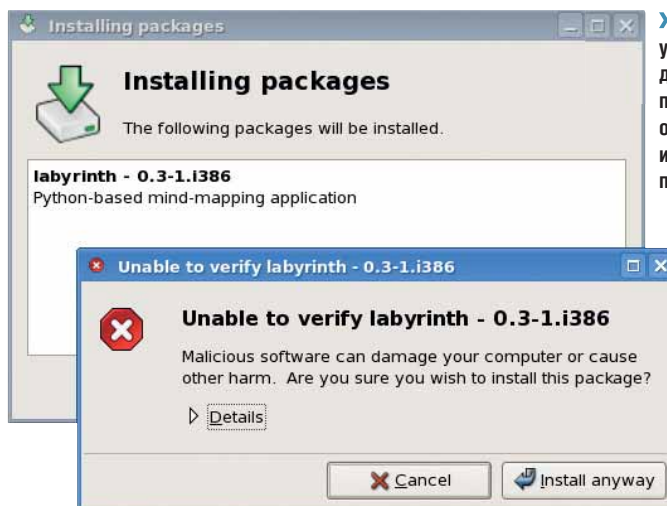 Installing packages
Installing packages
The following packages will be installed.
labyrinth - 0.3-1.i386
Python-based mind-mapping application
Unable to verify labyrinth - 0.3-1.i386
Unable to verify labyrinth - 0.3-1.i386
Malicious software can damage your computer or cause
other harm. Are you sure you wish to install this package?
Details
Cancel
Install anyway